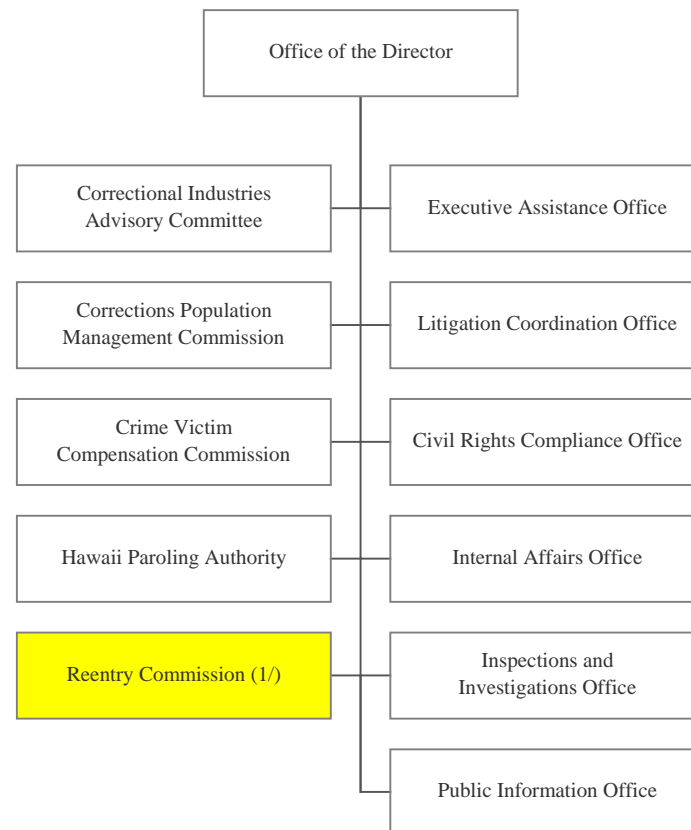 Office of the Director
Correctional Industries
Advisory Committee
Executive Assistance Office
Corrections Population
Management Commission
Litigation Coordination Office
Crime Victim
Compensation Commission
Civil Rights Compliance Office
Hawaii Paroling Authority
Internal Affairs Office
Reentry Commission (1/)
Inspections and
Investigations Office
Public Information Office